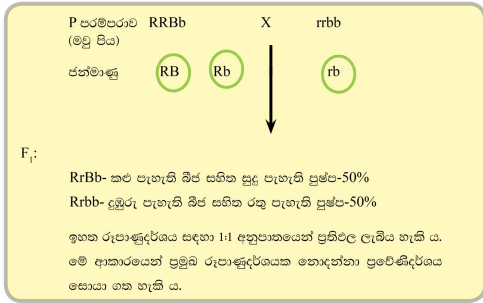 P පරම්පරාව RRBb X rrbb
(මව් පිය)
ජන්මාණු RB Rb rb
F₁:
RrBb- කළු පැහැති බීජ සහිත සුදු පැහැති පුෂ්ප-50%
Rrbb- දුඹුරු පැහැති බීජ සහිත රතු පැහැති පුෂ්ප-50%
ඉහත රූපාණුදර්ශය සඳහා 1:1 අනුපාතයෙන් ප්‍රතිඵල ලැබිය හැකි ය.
මේ ආකාරයෙන් ප්‍රමුඛ රූපාණුදර්ශයක නොදන්නා ප්‍රවේණිදර්ශය
සොයා ගත හැකි ය.